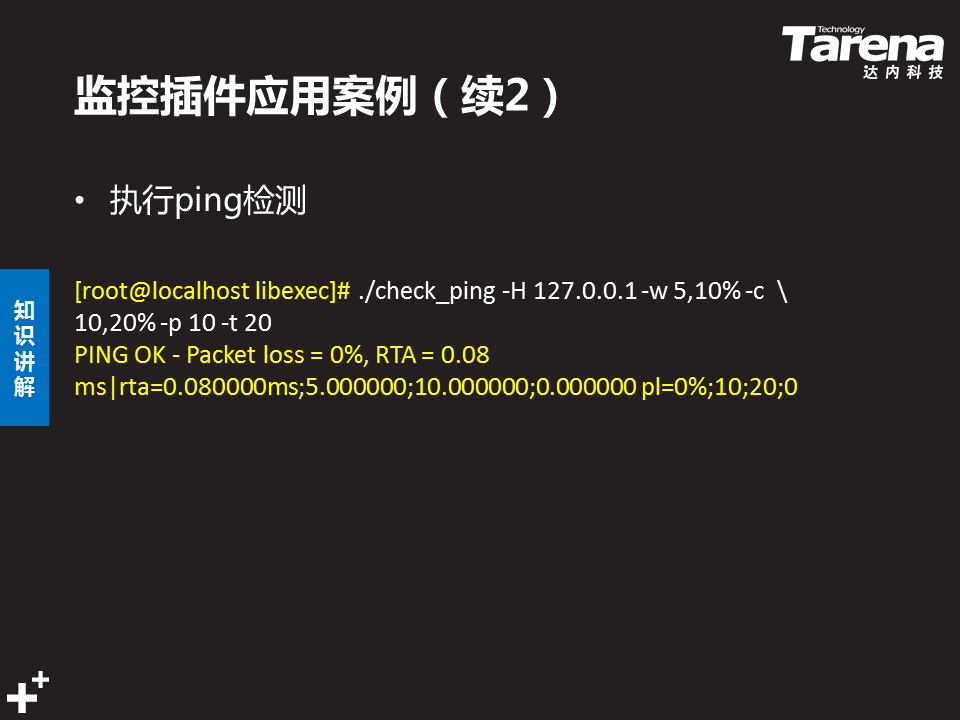 Technology
Tarena
达内科技
监控插件应用案例（续2）
• 执行ping检测
[root@localhost libexec]# ./check_ping -H 127.0.0.1 -w 5,10% -c \
10,20% -p 10 -t 20
PING OK - Packet loss = 0%, RTA = 0.08
ms|rta=0.080000ms;5.000000;10.000000;0.000000 pl=0%;10;20;0
知
识
讲
解